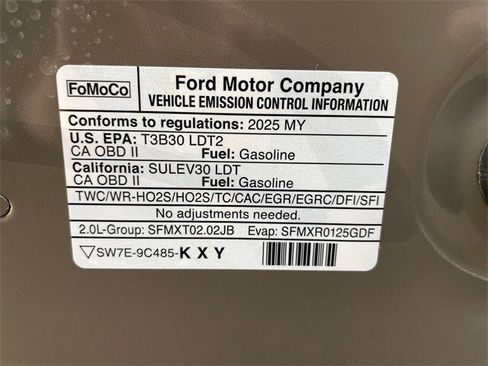 FoMoCo
Ford Motor Company
VEHICLE EMISSION CONTROL INFORMATION
Conforms to regulations: 2025 MY
U.S. EPA: T3B30 LDT2
CA OBD II Fuel: Gasoline
California: SULEV30 LDT
CA OBD II Fuel: Gasoline
TWC/WR-HO2S/HO2S/TC/CAC/EGR/EGRC/DFI/SFI
No adjustments needed.
2.0L-Group: SFMXT02.02JB Evap: SFMXR0125GDF
SW7E-9C485-K X Y